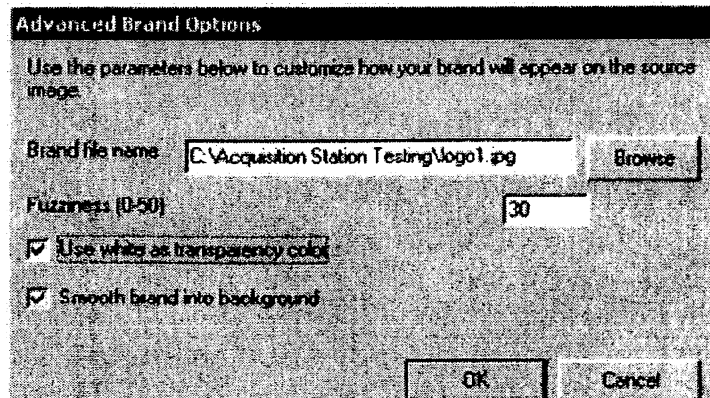 Advanced Brand Options
Use the parameters below to customize how your brand will appear on the source
image.
Brand file name C:\Acquisition Station Testing\logo1.jpg Browse
Fuzziness (0-50) 30
Use white as transparency color
Smooth brand into background
OK Cancel